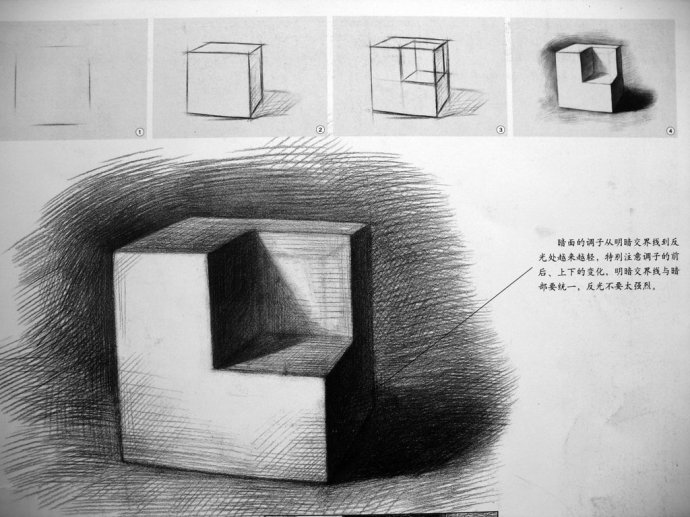 ①
②
③
④
暗面的调子从明暗交界线到反
光处越来越轻，特别注意调子的前
后、上下的变化，明暗交界线与暗
部要统一，反光不要太强烈。